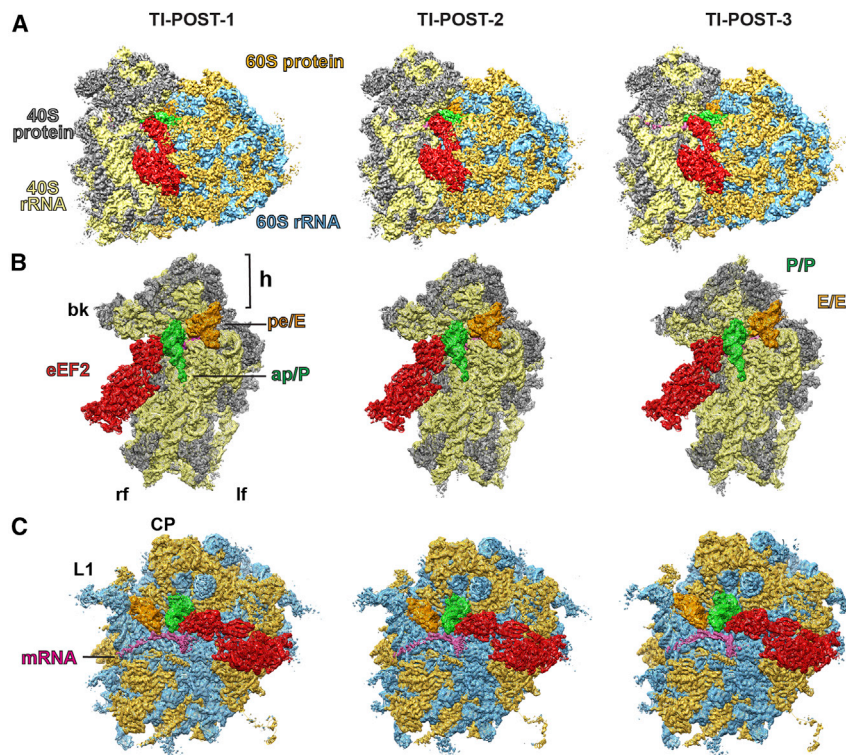 TI-POST-1 TI-POST-2 TI-POST-3
A
60S protein
40S
protein
40S
rRNA
60S rRNA
B
h
P/P
bk
pe/E
E/E
eEF2
ap/P
rf lf
C
CP
L1
mRNA